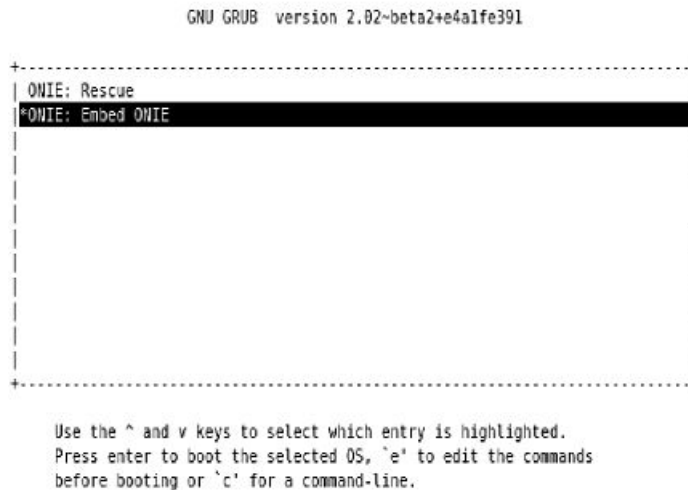 GNU GRUB version 2.02~beta2+e4a1fe391
ONIE: Rescue
*ONIE: Embed ONIE
Use the ^ and v keys to select which entry is highlighted.
Press enter to boot the selected OS, `e' to edit the commands
before booting or `c' for a command-line.